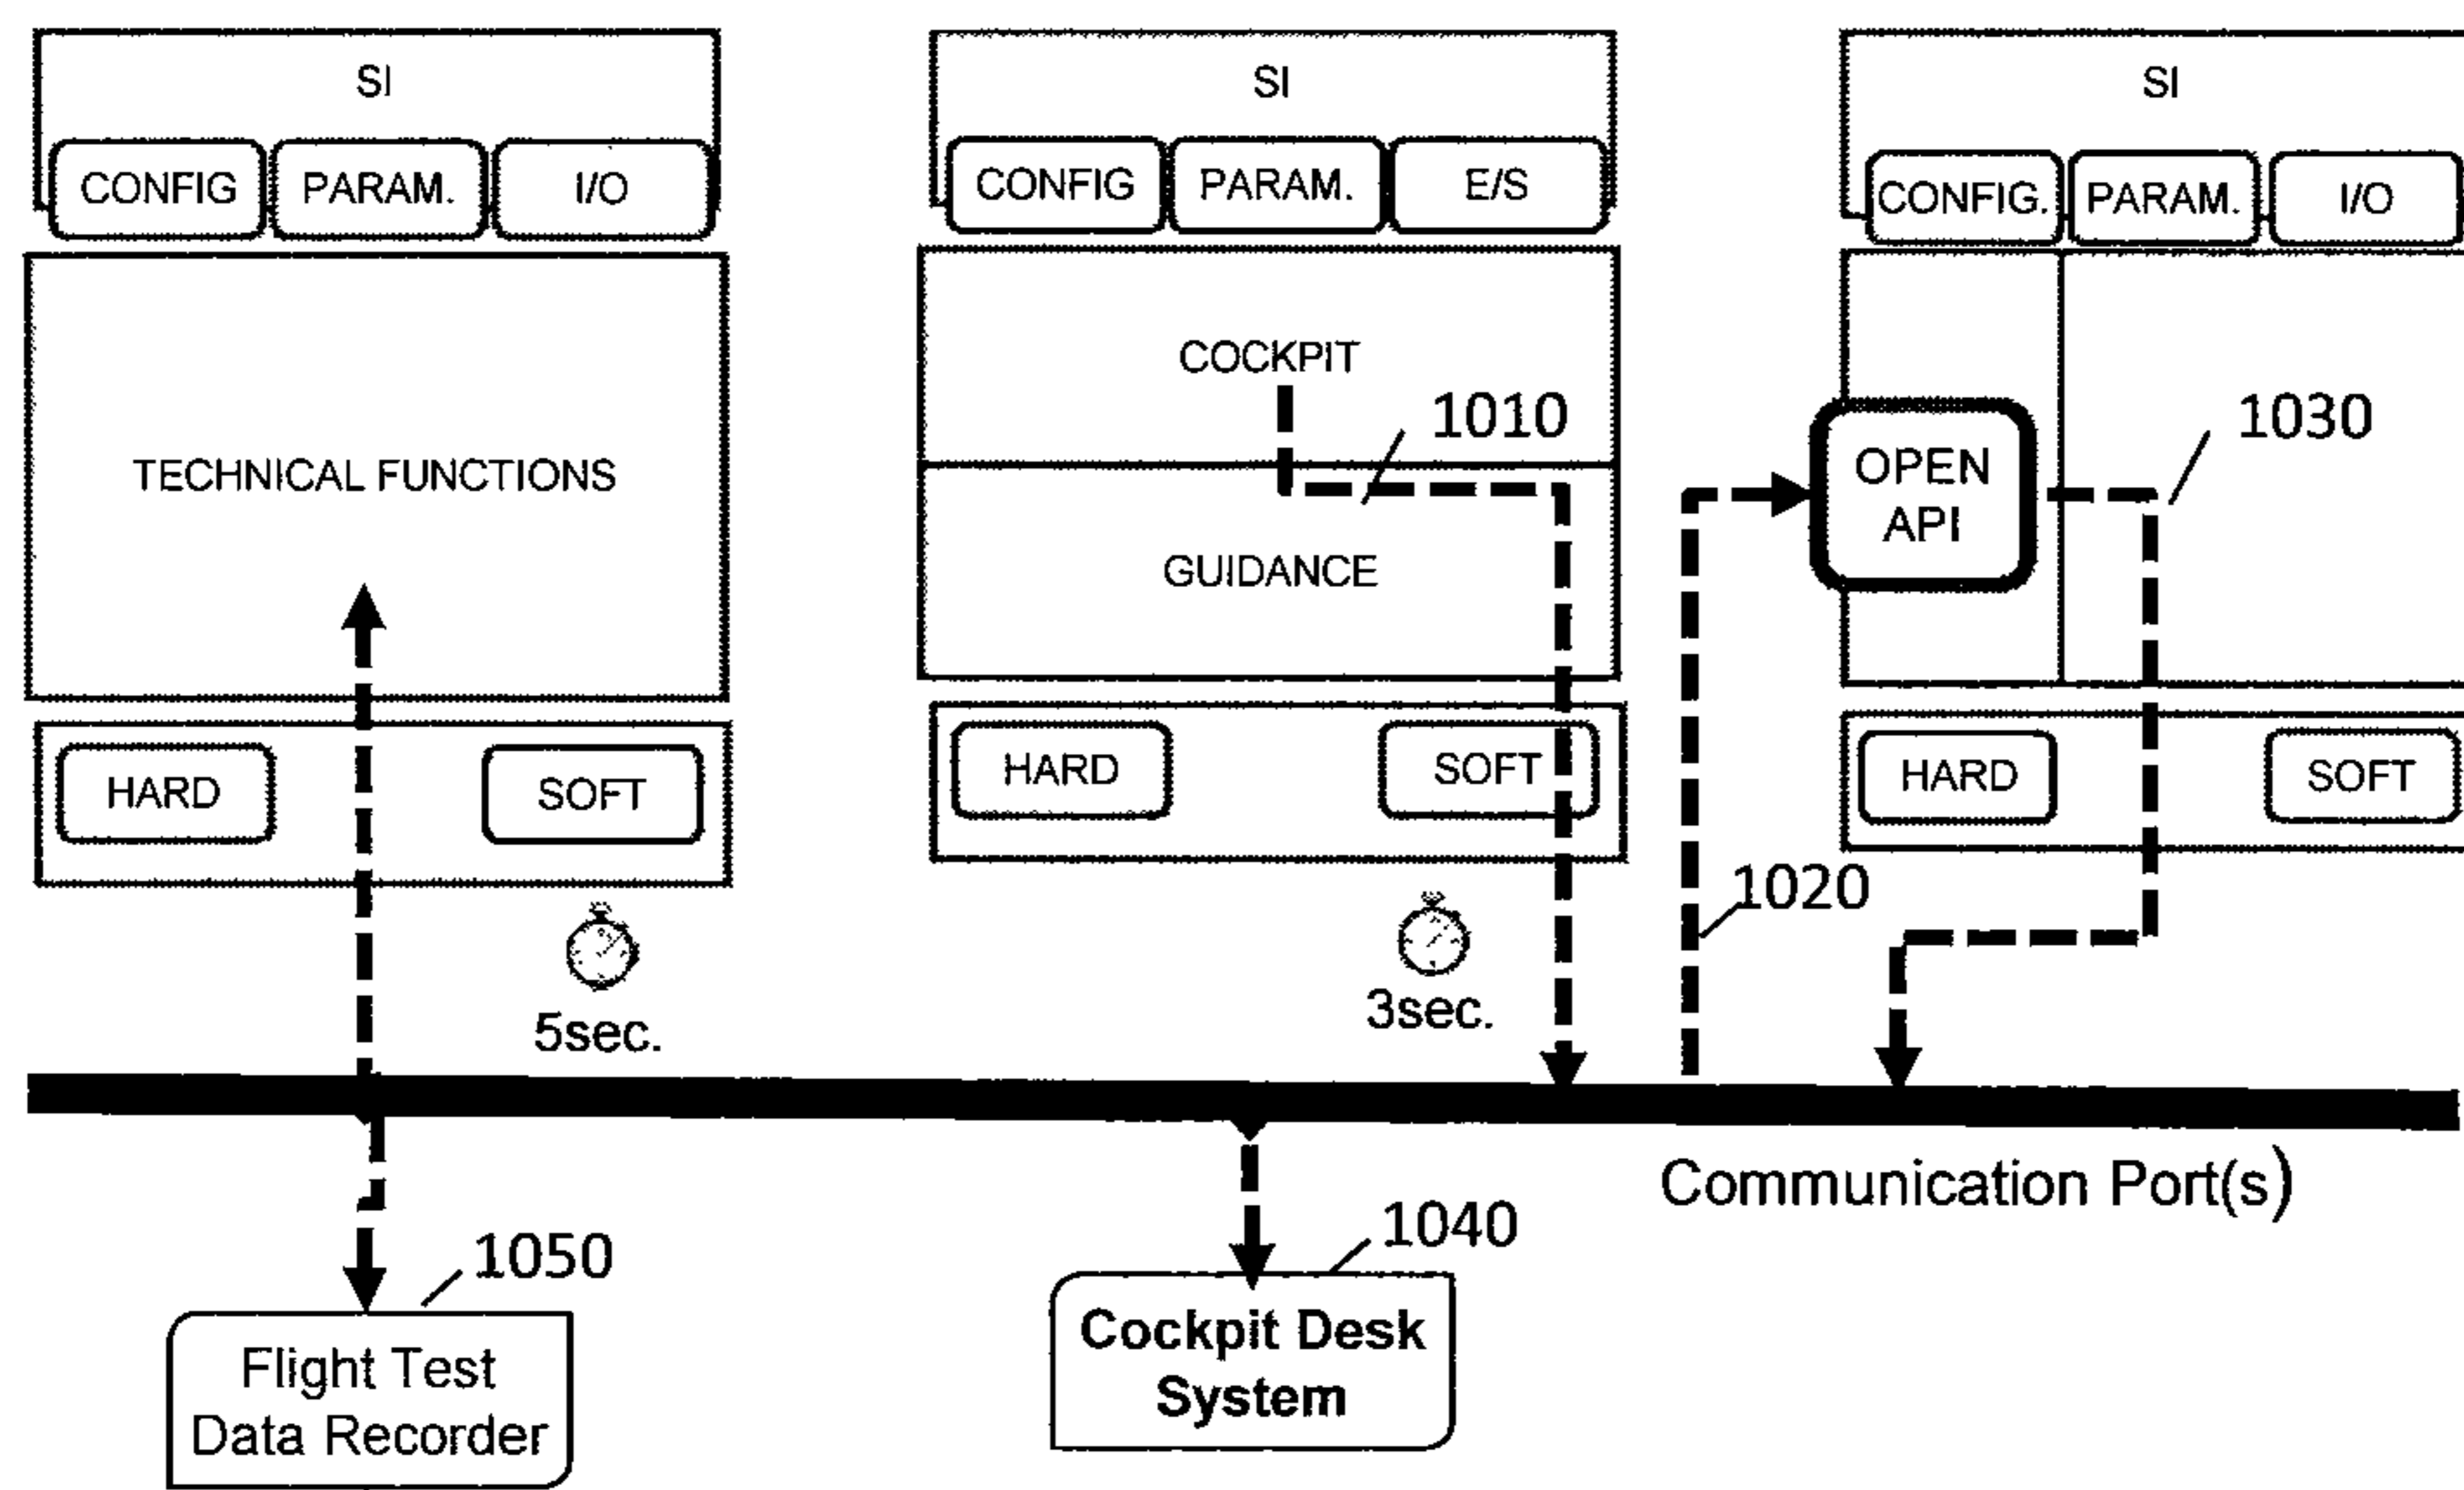 SI
CONFIG
PARAM.
I/O
TECHNICAL FUNCTIONS
HARD
SOFT
5sec.
SI
CONFIG
PARAM.
E/S
COCKPIT
1010
GUIDANCE
HARD
SOFT
3sec.
SI
CONFIG.
PARAM.
I/O
OPEN
API
1030
HARD
SOFT
1020
Communication Port(s)
1050
Flight Test
Data Recorder
1040
Cockpit Desk
System